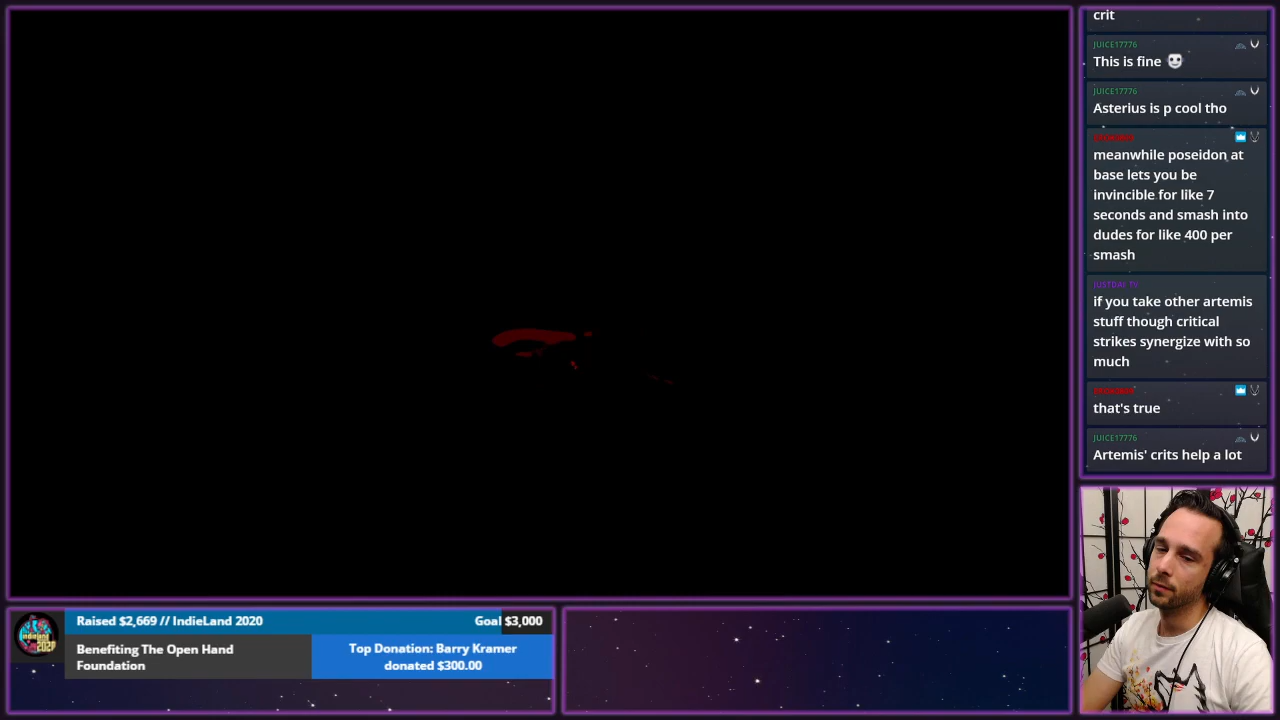 crit
JUICE17776
This is fine
JUICE17776
Asterius is p cool tho
meanwhile poseidon at
base lets you be
invincible for like 7
seconds and smash into
dudes for like 400 per
smash
JUSTDAX TV
if you take other artemis
stuff though critical
strikes synergize with so
much
that's true
JUICE17776
Artemis' crits help a lot
Raised $2,669 // IndieLand 2020
Goal $3,000
Benefiting The Open Hand
Foundation
Top Donation: Barry Kramer
donated $300.00